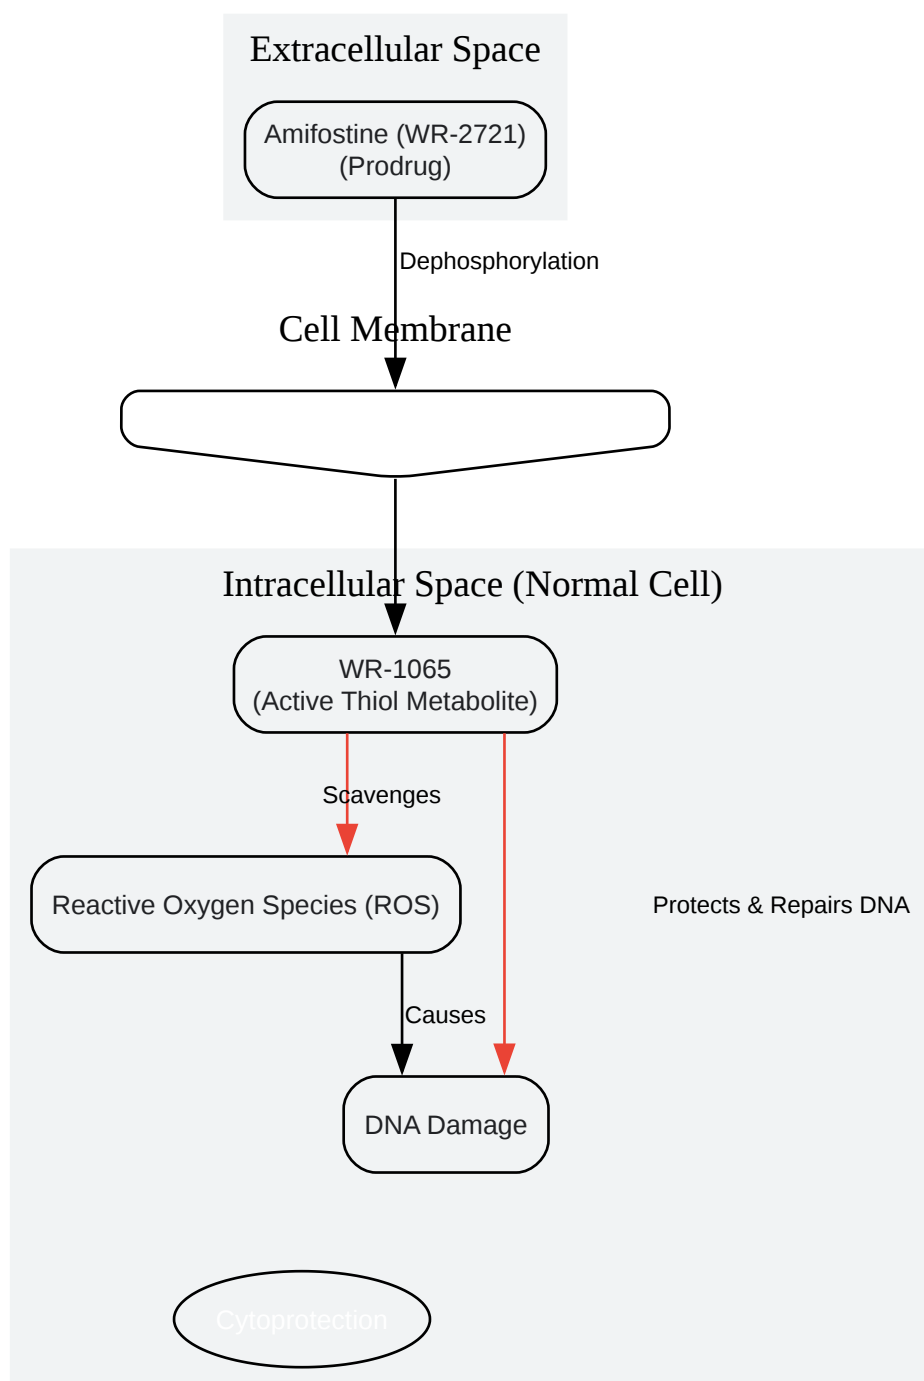 Extracellular Space
Amifostine (WR-2721)
(Prodrug)
Dephosphorylation
Cell Membrane
Intracellular Space (Normal Cell)
WR-1065
(Active Thiol Metabolite)
Scavenges
Reactive Oxygen Species (ROS)
Protects & Repairs DNA
Causes
DNA Damage
Cytoprotection